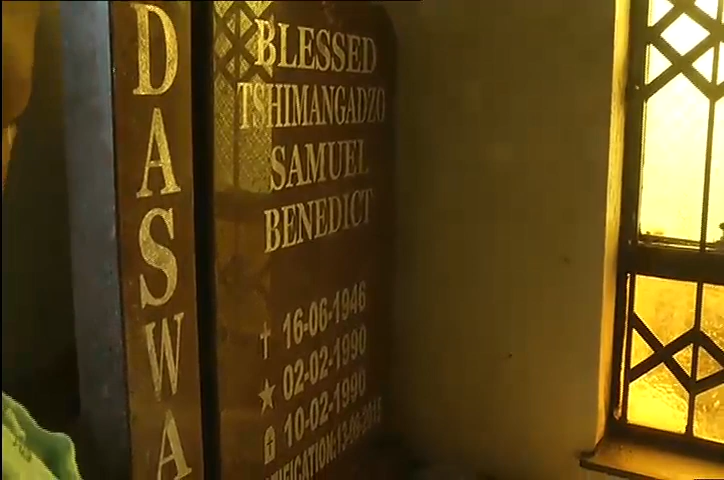 DASWA
BLESSED
TSHIMANGADZO
SAMUEL
BENEDICT
16-06-1946
02-02-1990
10-02-1990